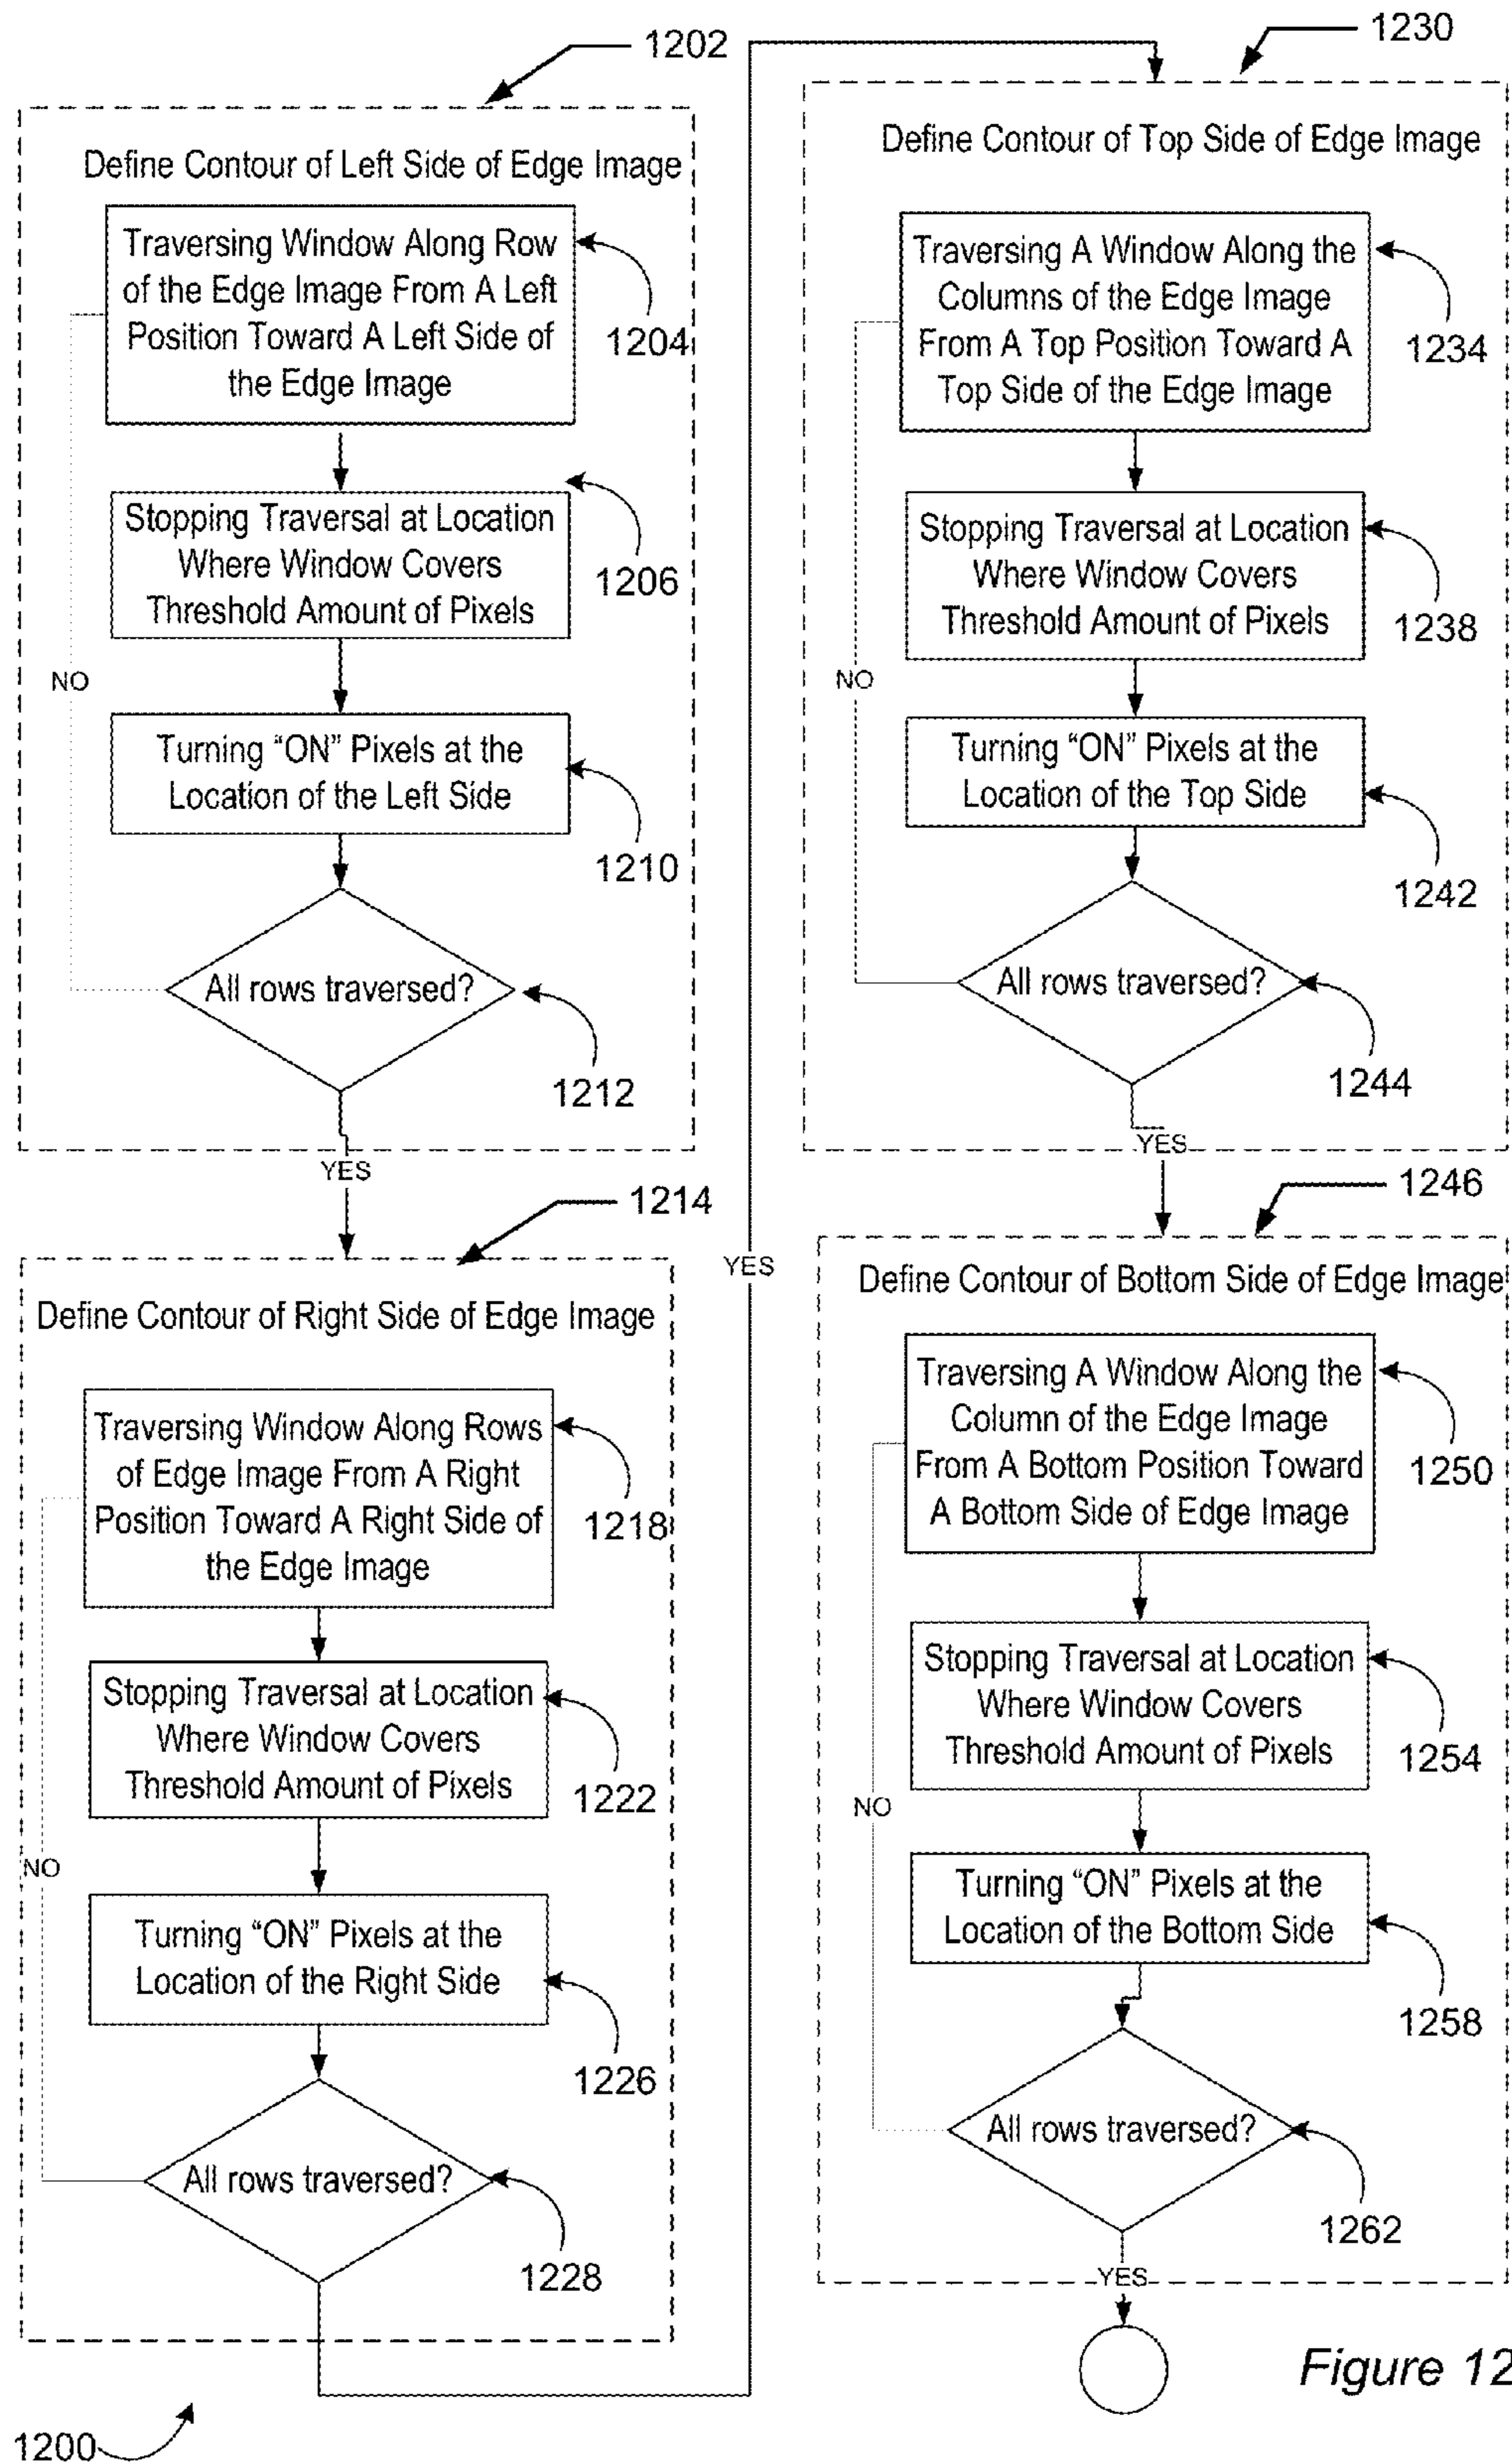 1202
Define Contour of Left Side of Edge Image
Traversing Window Along Row
of the Edge Image From A Left
Position Toward A Left Side of
the Edge Image
1204
Stopping Traversal at Location
Where Window Covers
Threshold Amount of Pixels
1206
NO
Turning “ON” Pixels at the
Location of the Left Side
1210
All rows traversed?
1212
YES
1214
Define Contour of Right Side of Edge Image
Traversing Window Along Rows
of Edge Image From A Right
Position Toward A Right Side of
the Edge Image
1218
Stopping Traversal at Location
Where Window Covers
Threshold Amount of Pixels
1222
NO
Turning “ON” Pixels at the
Location of the Right Side
1226
All rows traversed?
1228
YES
1230
Define Contour of Top Side of Edge Image
Traversing A Window Along the
Columns of the Edge Image
From A Top Position Toward A
Top Side of the Edge Image
1234
Stopping Traversal at Location
Where Window Covers
Threshold Amount of Pixels
1238
NO
Turning “ON” Pixels at the
Location of the Top Side
1242
All rows traversed?
1244
YES
1246
Define Contour of Bottom Side of Edge Image
Traversing A Window Along the
Column of the Edge Image
From A Bottom Position Toward
A Bottom Side of Edge Image
1250
Stopping Traversal at Location
Where Window Covers
Threshold Amount of Pixels
1254
NO
Turning “ON” Pixels at the
Location of the Bottom Side
1258
All rows traversed?
1262
YES
Figure 12
1200